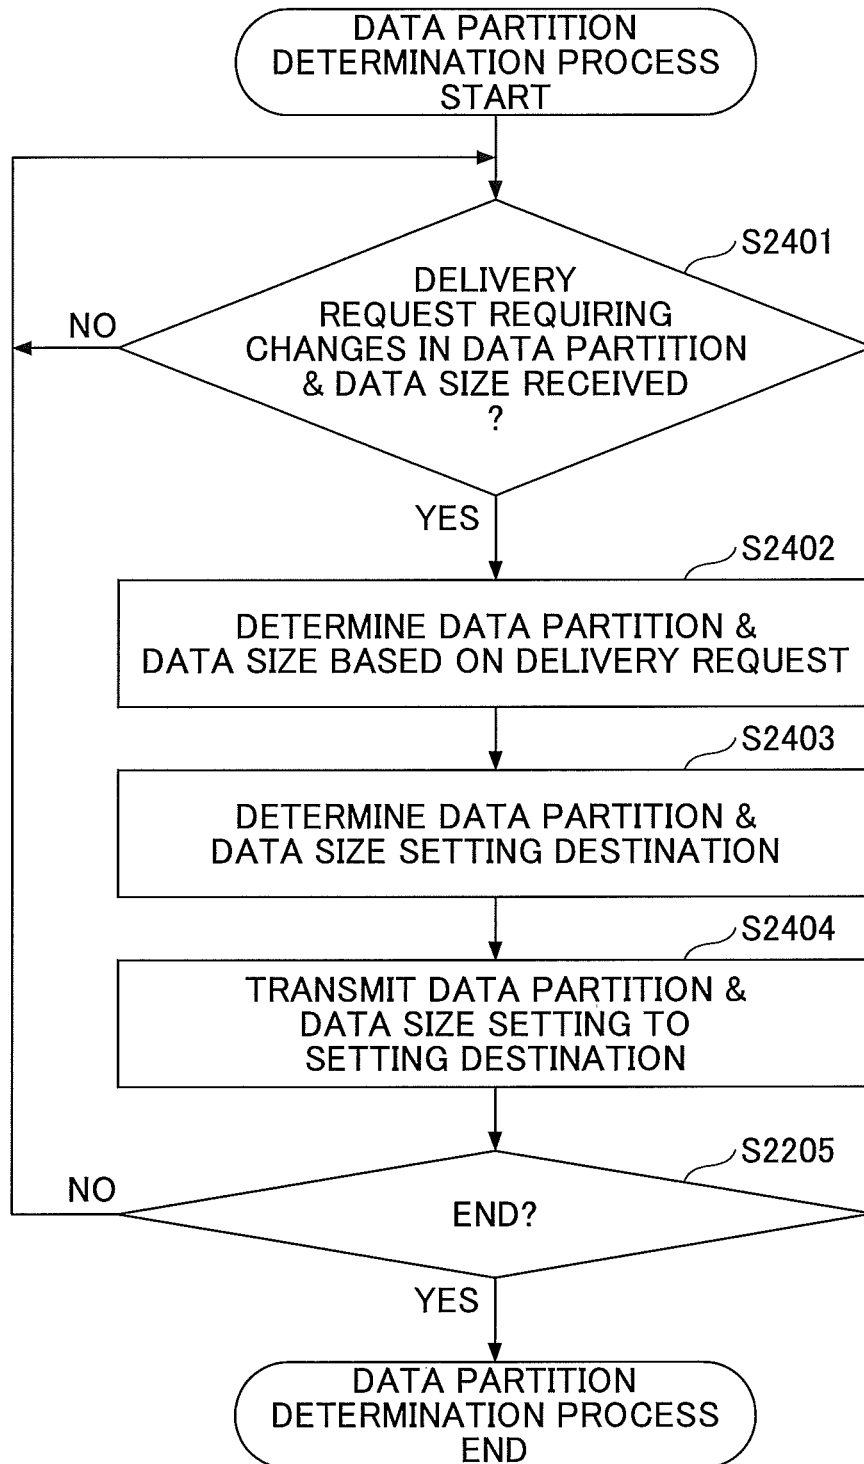 DATA PARTITION
DETERMINATION PROCESS
START
S2401
DELIVERY
REQUEST REQUIRING
CHANGES IN DATA PARTITION
& DATA SIZE RECEIVED
?
NO
YES
S2402
DETERMINE DATA PARTITION &
DATA SIZE BASED ON DELIVERY REQUEST
S2403
DETERMINE DATA PARTITION &
DATA SIZE SETTING DESTINATION
S2404
TRANSMIT DATA PARTITION &
DATA SIZE SETTING TO
SETTING DESTINATION
S2205
NO
END?
YES
DATA PARTITION
DETERMINATION PROCESS
END